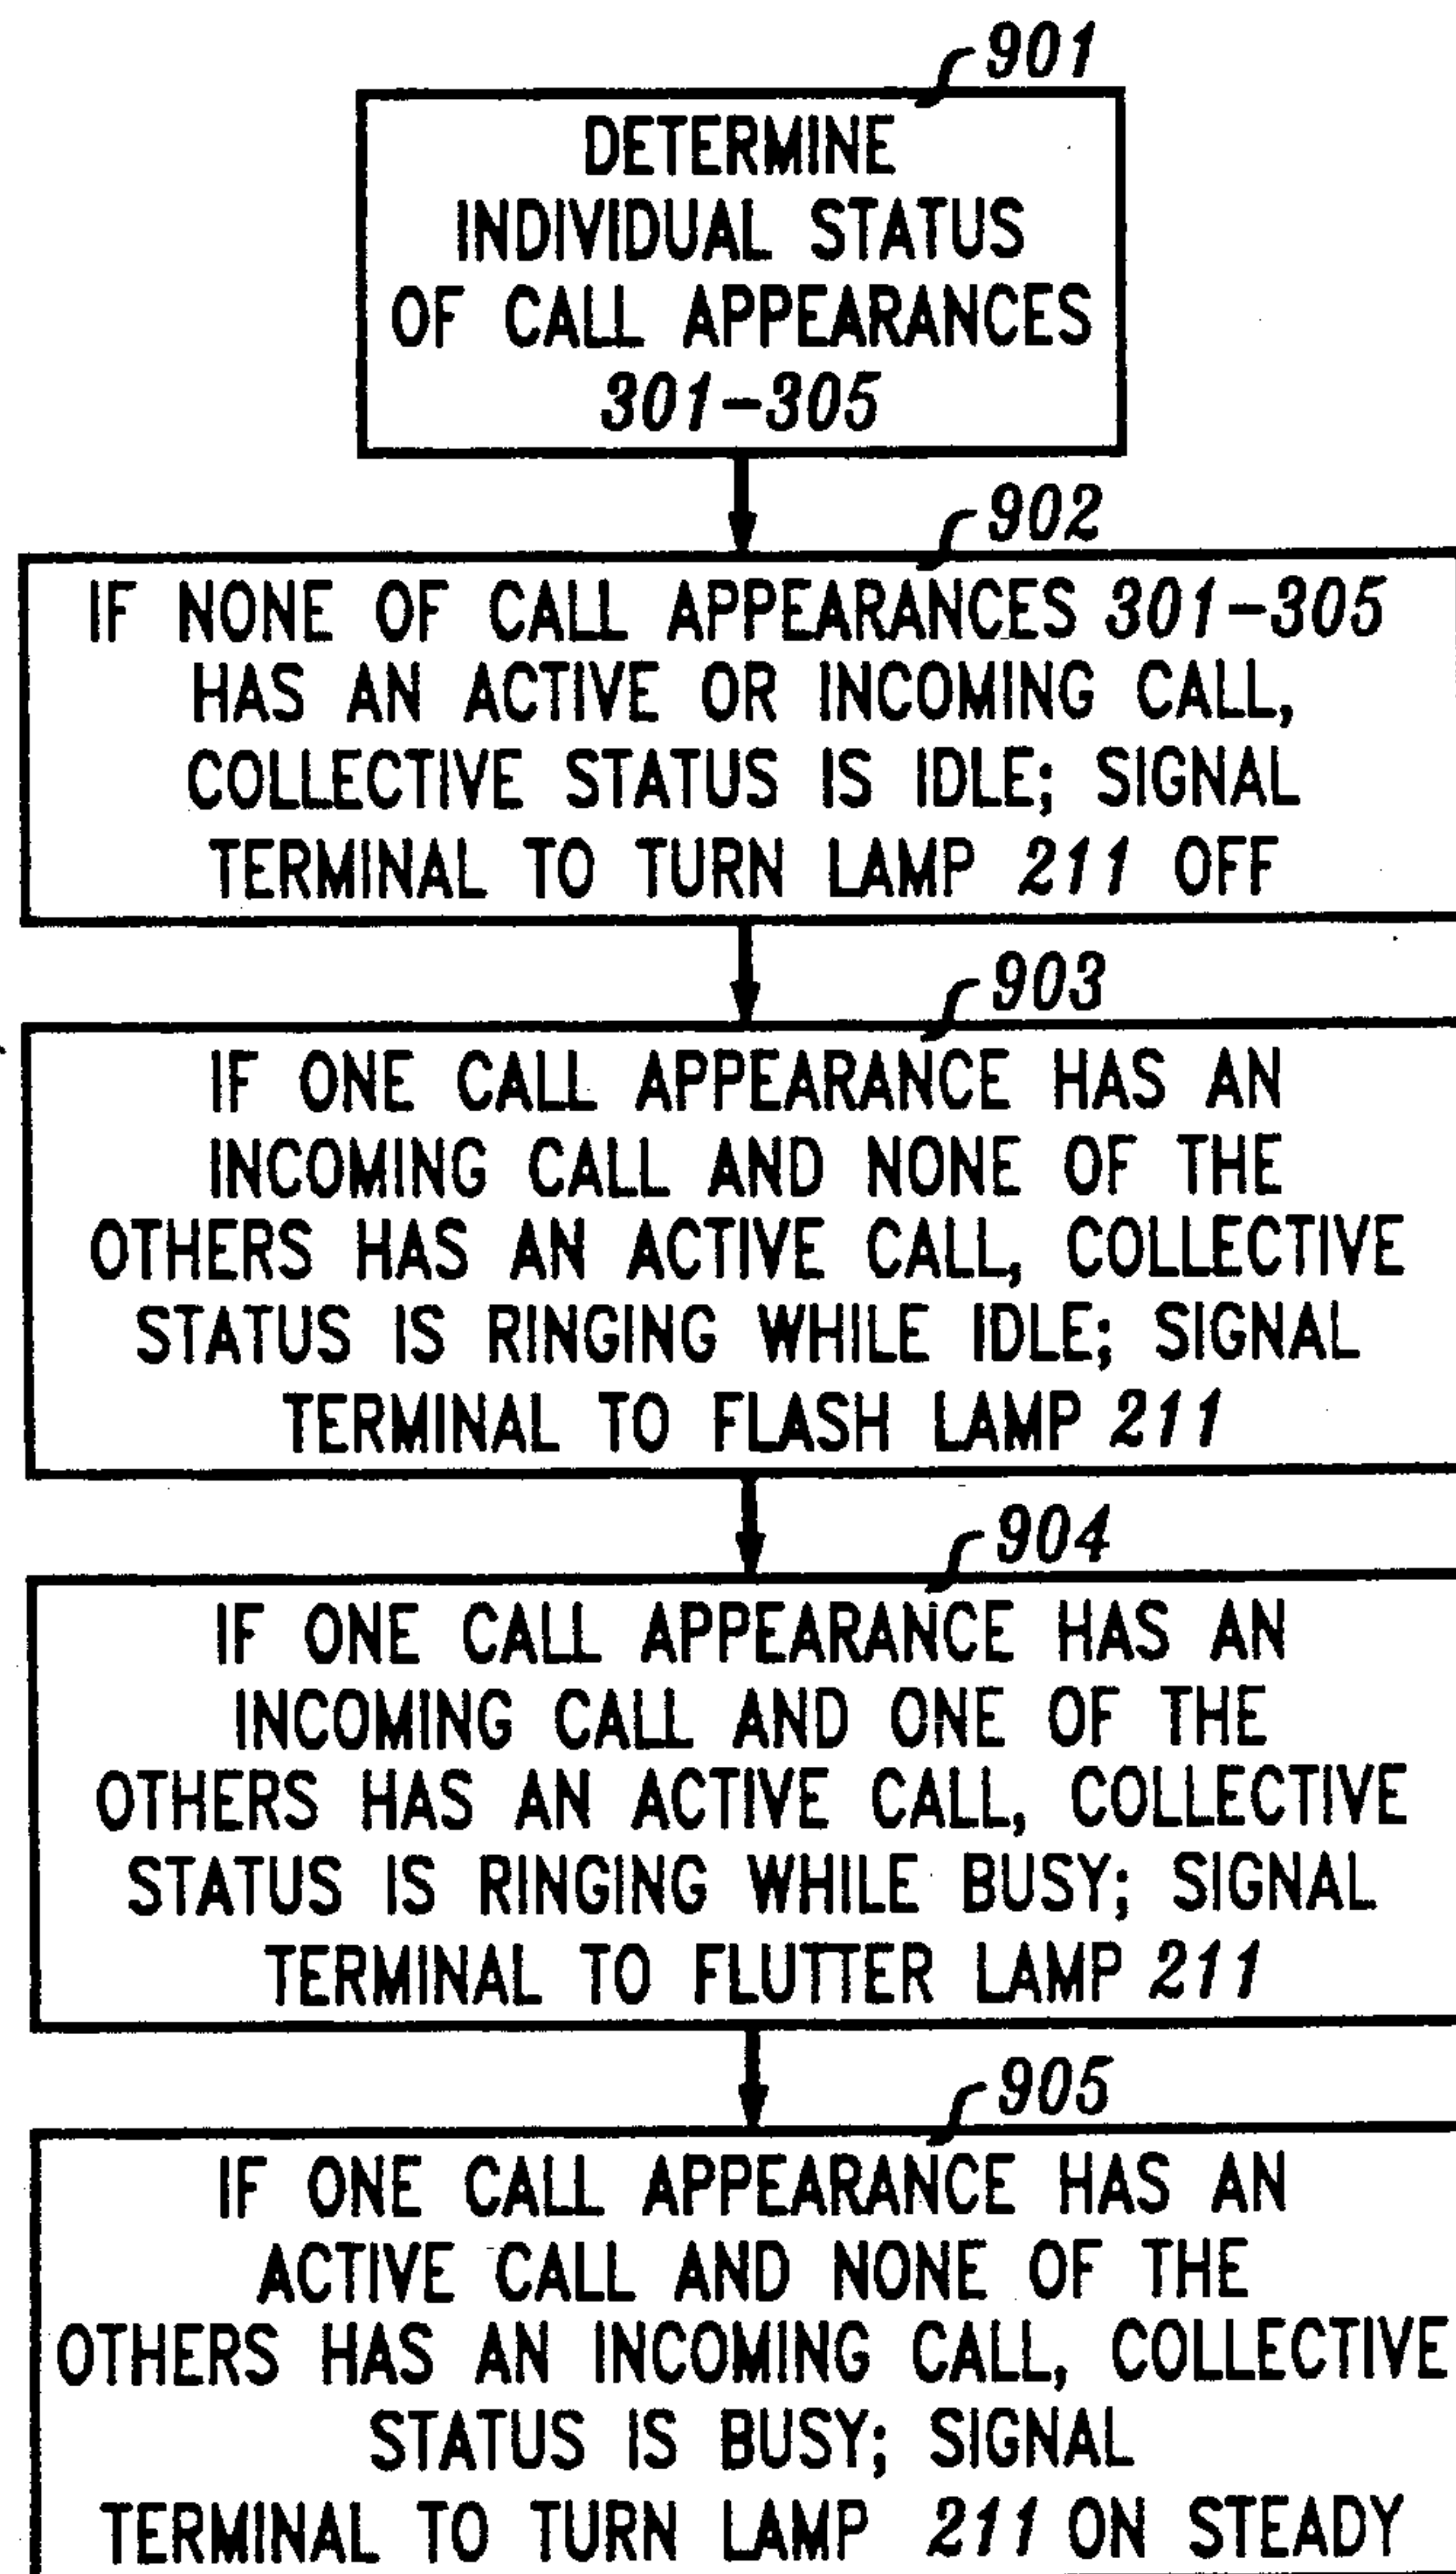 901
DETERMINE
INDIVIDUAL STATUS
OF CALL APPEARANCES
301-305
902
IF NONE OF CALL APPEARANCES 301-305
HAS AN ACTIVE OR INCOMING CALL,
COLLECTIVE STATUS IS IDLE; SIGNAL
TERMINAL TO TURN LAMP 211 OFF
903
IF ONE CALL APPEARANCE HAS AN
INCOMING CALL AND NONE OF THE
OTHERS HAS AN ACTIVE CALL, COLLECTIVE
STATUS IS RINGING WHILE IDLE; SIGNAL
TERMINAL TO FLASH LAMP 211
904
IF ONE CALL APPEARANCE HAS AN
INCOMING CALL AND ONE OF THE
OTHERS HAS AN ACTIVE CALL, COLLECTIVE
STATUS IS RINGING WHILE BUSY; SIGNAL
TERMINAL TO FLUTTER LAMP 211
905
IF ONE CALL APPEARANCE HAS AN
ACTIVE CALL AND NONE OF THE
OTHERS HAS AN INCOMING CALL, COLLECTIVE
STATUS IS BUSY; SIGNAL
TERMINAL TO TURN LAMP 211 ON STEADY